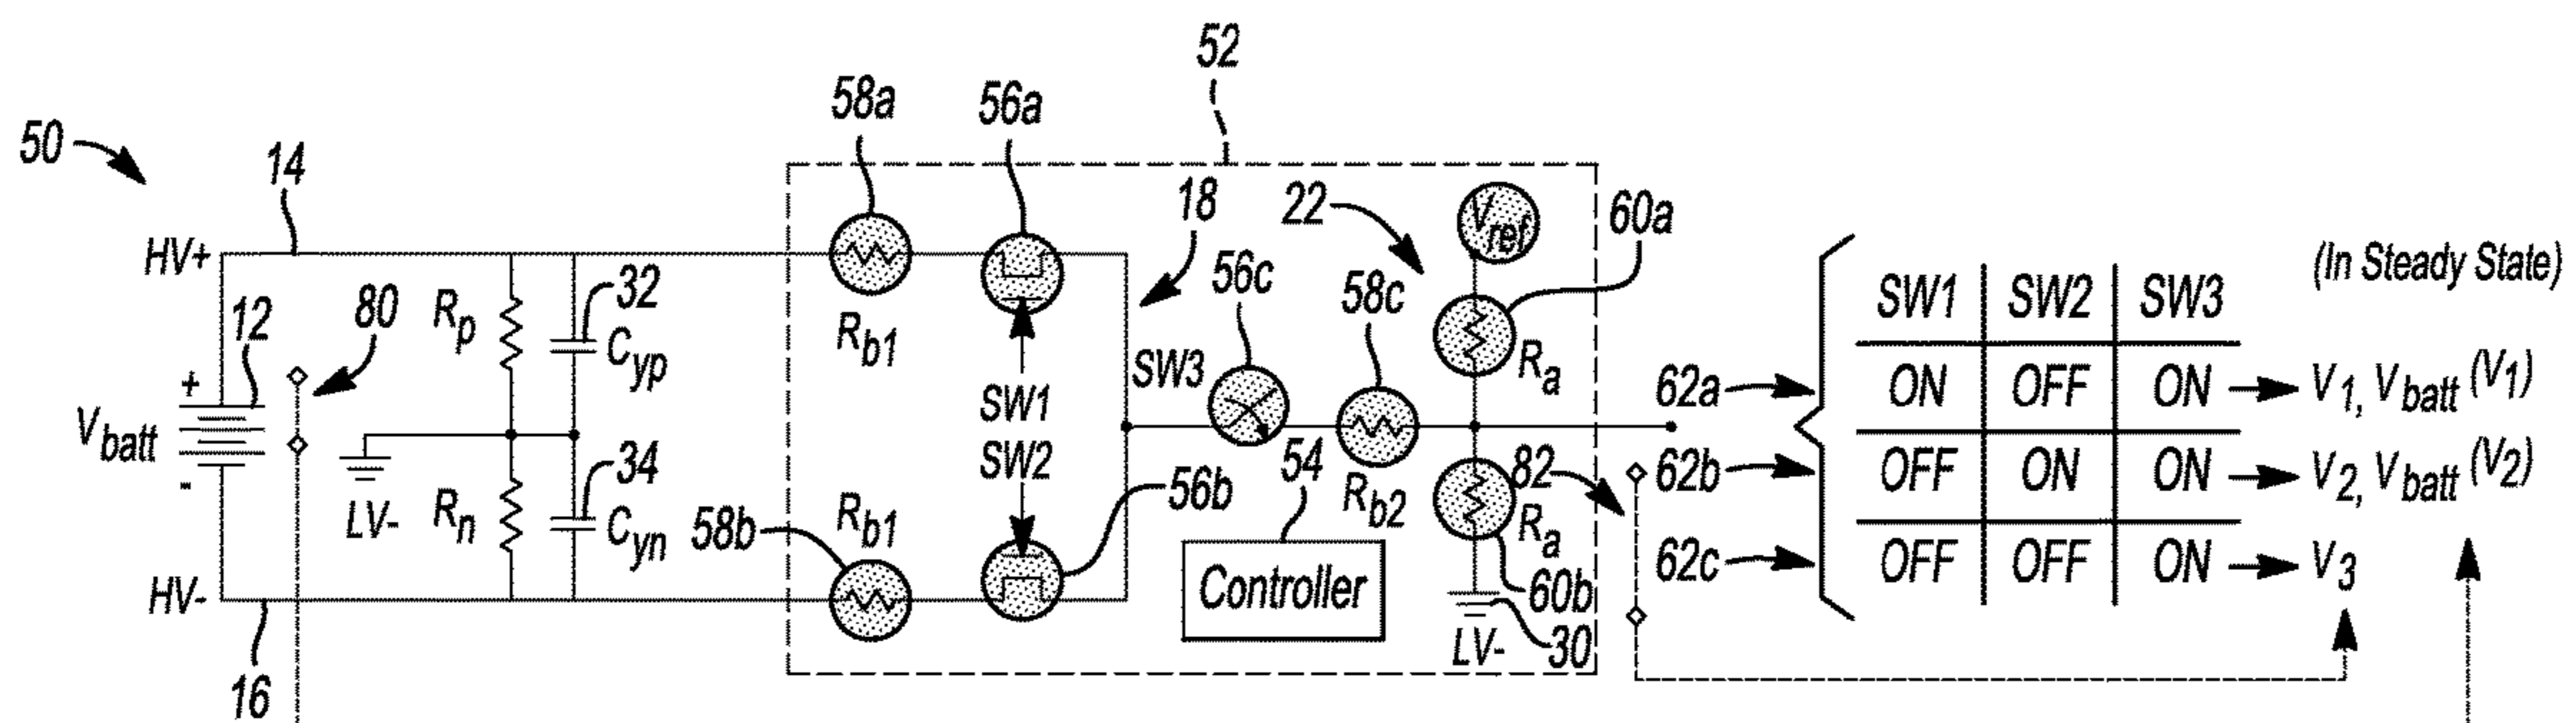 52
58a
56a
50
14
18
22
Vref
60a
(In Steady State)
HV+
12
80
Rp
32
Cyp
Rb1
56c
58c
SW1 SW2 SW3
SW3
Ra
62a
ON OFF ON V1, Vbatt (V1)
+
Vbatt
-
SW1
SW2
54
82
62b
OFF ON ON V2, Vbatt (V2)
LV-
Rn
34
Cyn
58b
Rb1
56b
Rb2
Ra
62c
OFF OFF ON V3
Controller
60b
HV-
LV-
30
16